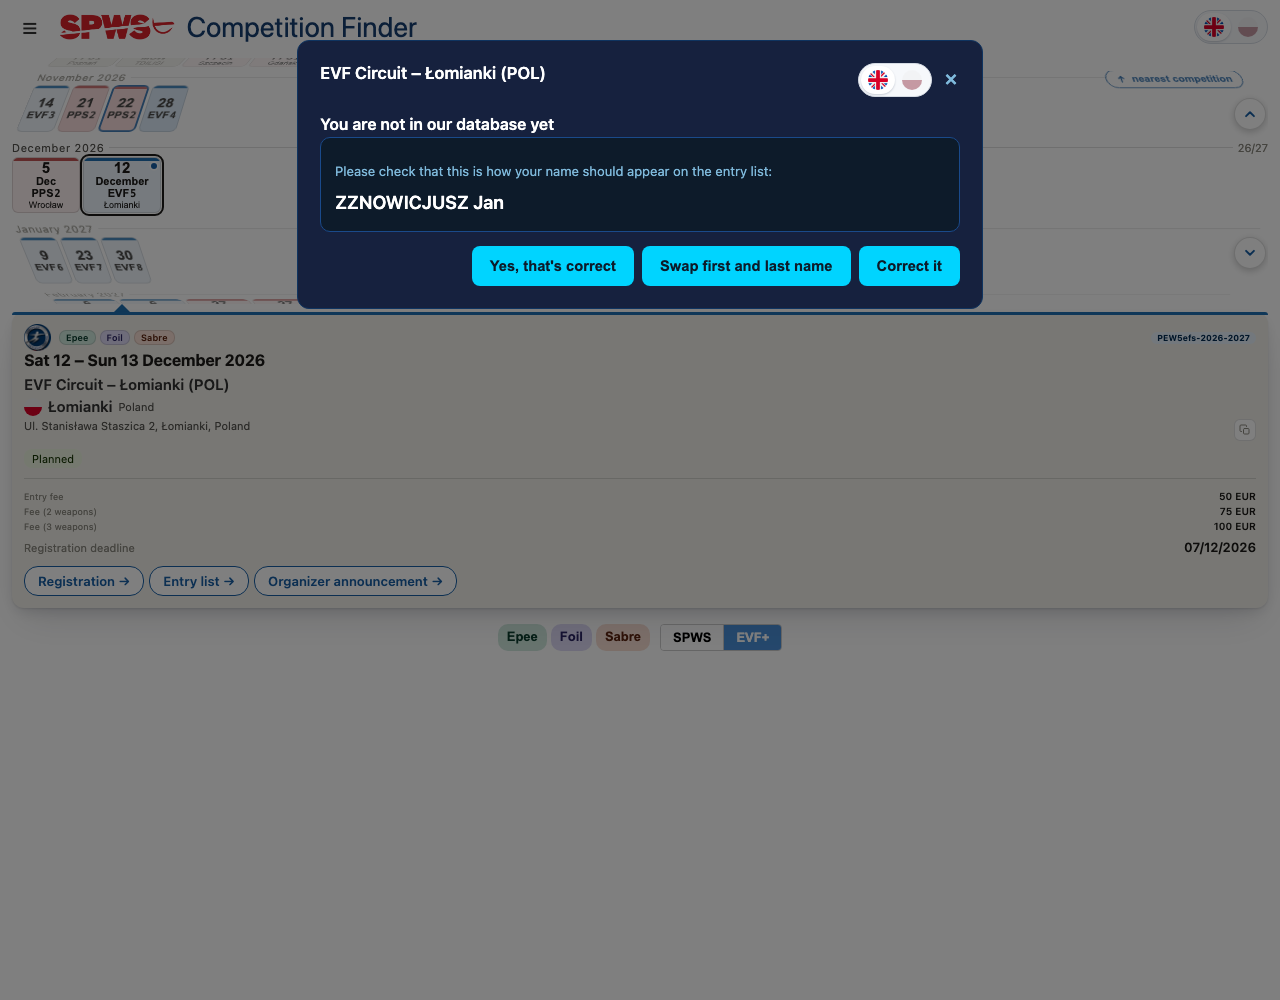 SPWS Competition Finder
EVF Circuit – Łomianki (POL)
×
You are not in our database yet
Please check that this is how your name should appear on the entry list:
ZZNOWICJUSZ Jan
Yes, that's correct
Swap first and last name
Correct it
November 2026
nearest competition
14 EVF3
21 PPS2
22 PPS2
28 EVF4
December 2026
26/27
5 Dec PPS2 Wrocław
12 December EVF5 Łomianki
January 2027
9 EVF6
23 EVF7
30 EVF8
Epee Foil Sabre
PEW5efs-2026-2027
Sat 12 – Sun 13 December 2026
EVF Circuit – Łomianki (POL)
Łomianki Poland
Ul. Stanisława Staszica 2, Łomianki, Poland
Planned
Entry fee 50 EUR
Fee (2 weapons) 75 EUR
Fee (3 weapons) 100 EUR
Registration deadline 07/12/2026
Registration →
Entry list →
Organizer announcement →
Epee Foil Sabre SPWS EVF+